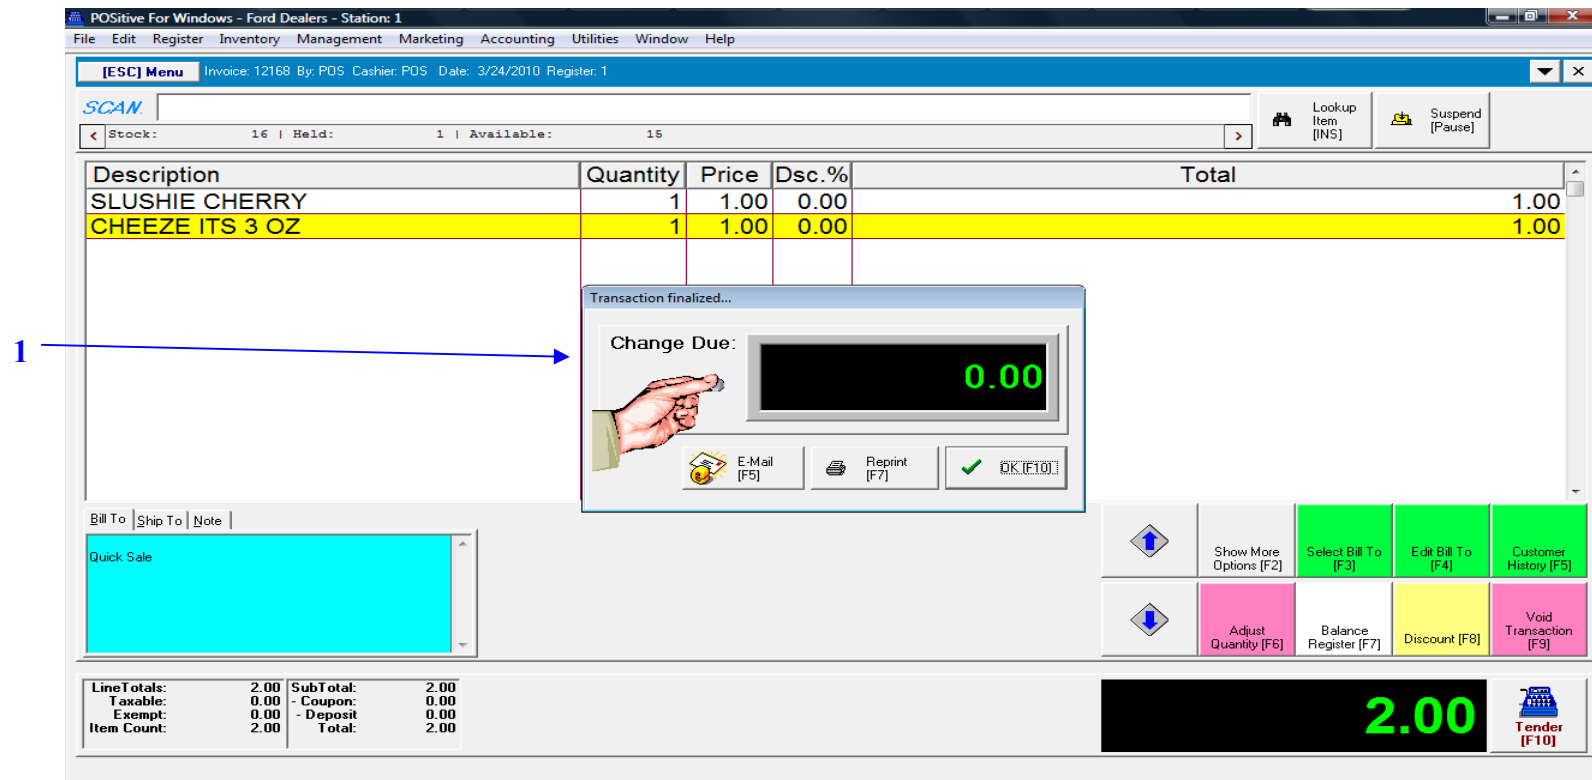 POSitive For Windows - Ford Dealers - Station: 1
File Edit Register Inventory Management Marketing Accounting Utilities Window Help
[ESC] Menu Invoice: 12168 By: POS Cashier: POS Date: 3/24/2010 Register: 1
SCAN.
Lookup Item [INS]
Suspend [Pause]
Stock: 16 | Held: 1 | Available: 15
Description Quantity Price Dsc.% Total
SLUSHIE CHERRY 1 1.00 0.00 1.00
CHEEZE ITS 3 OZ 1 1.00 0.00 1.00
1
Transaction finalized...
Change Due: 0.00
E-Mail [F5]
Reprint [F7]
OK [F10]
Bill To Ship To Note
Quick Sale
Show More Options [F2]
Select Bill To [F3]
Edit Bill To [F4]
Customer History [F5]
Adjust Quantity [F6]
Balance Register [F7]
Discount [F8]
Void Transaction [F9]
LineTotals: 2.00 SubTotal: 2.00
Taxable: 0.00 - Coupon: 0.00
Exempt: 0.00 - Deposit 0.00
Item Count: 2.00 Total: 2.00
2.00
Tender [F10]